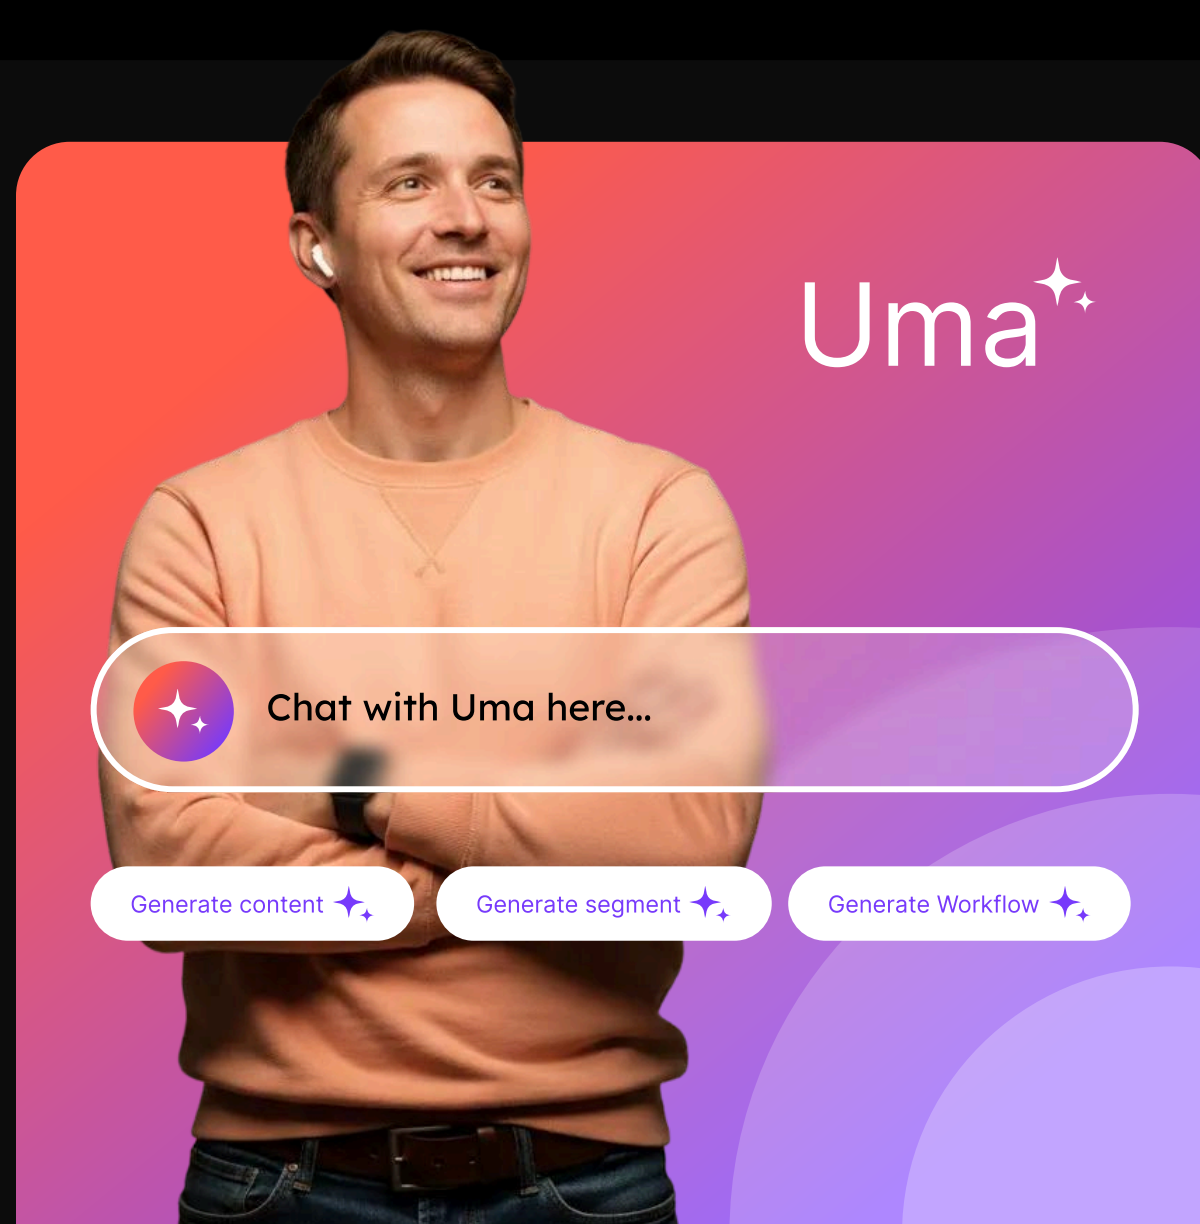 Uma
Chat with Uma here...
Generate content
Generate segment
Generate Workflow